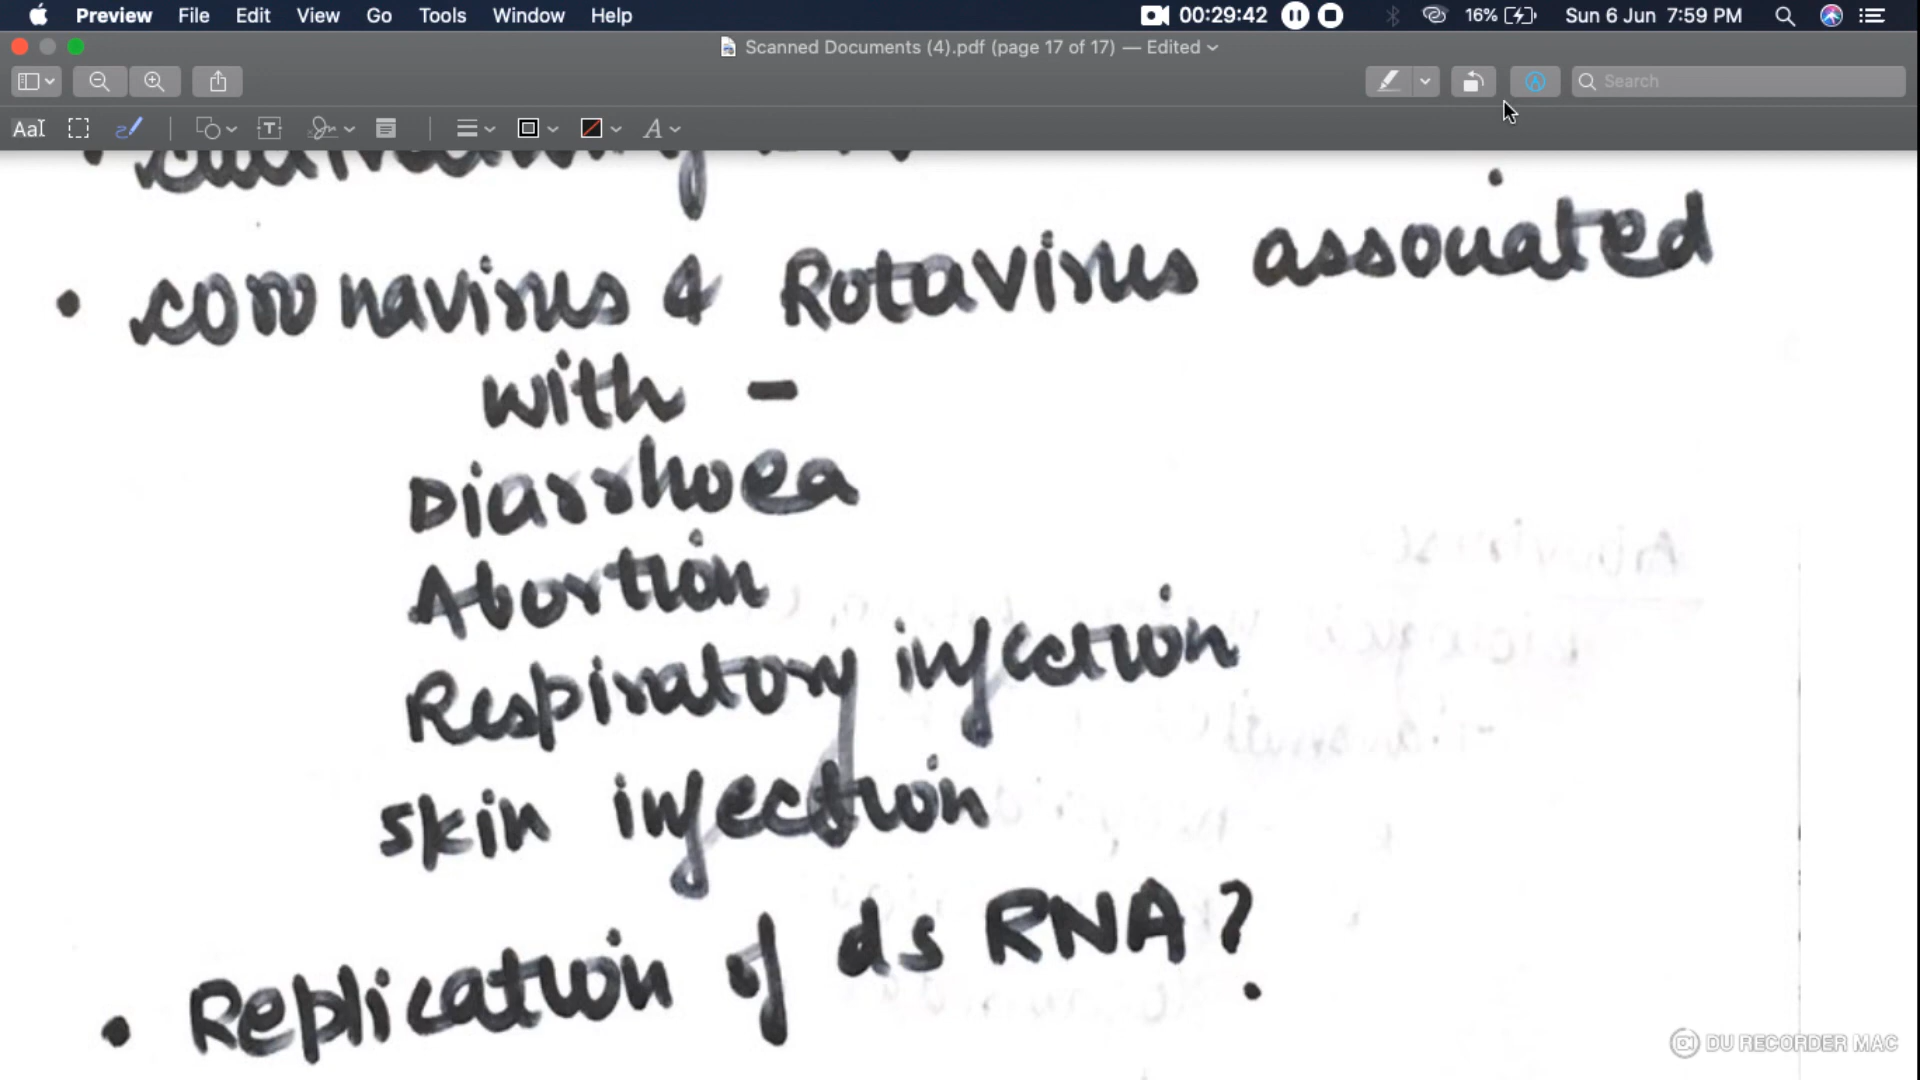 Preview File Edit View Go Tools Window Help 00:29:42 16% Sun 6 Jun 7:59 PM
Scanned Documents (4).pdf (page 17 of 17) — Edited
Search
AaI T A
• coronavirus & Rotavirus associated
with -
Diarrhoea
Abortion
Respiratory infection
skin infection
• Replication of ds RNA?
DU RECORDER MAC